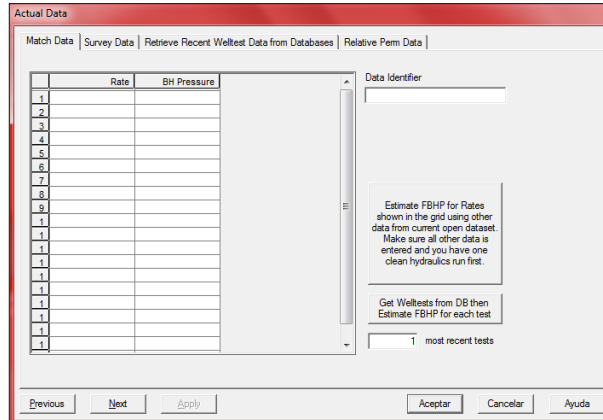 Actual Data
Match Data Survey Data Retrieve Recent Welltest Data from Databases Relative Perm Data
Rate BH Pressure
1
2
3
4
5
6
7
8
9
1
1
1
1
1
1
1
1
1
1
Data Identifier
Estimate FBHP for Rates
shown in the grid using other
data from current open dataset.
Make sure all other data is
entered and you have one
clean hydraulics run first.
Get Welltests from DB then
Estimate FBHP for each test
1 most recent tests
Previous Next Apply Aceptar Cancelar Ayuda